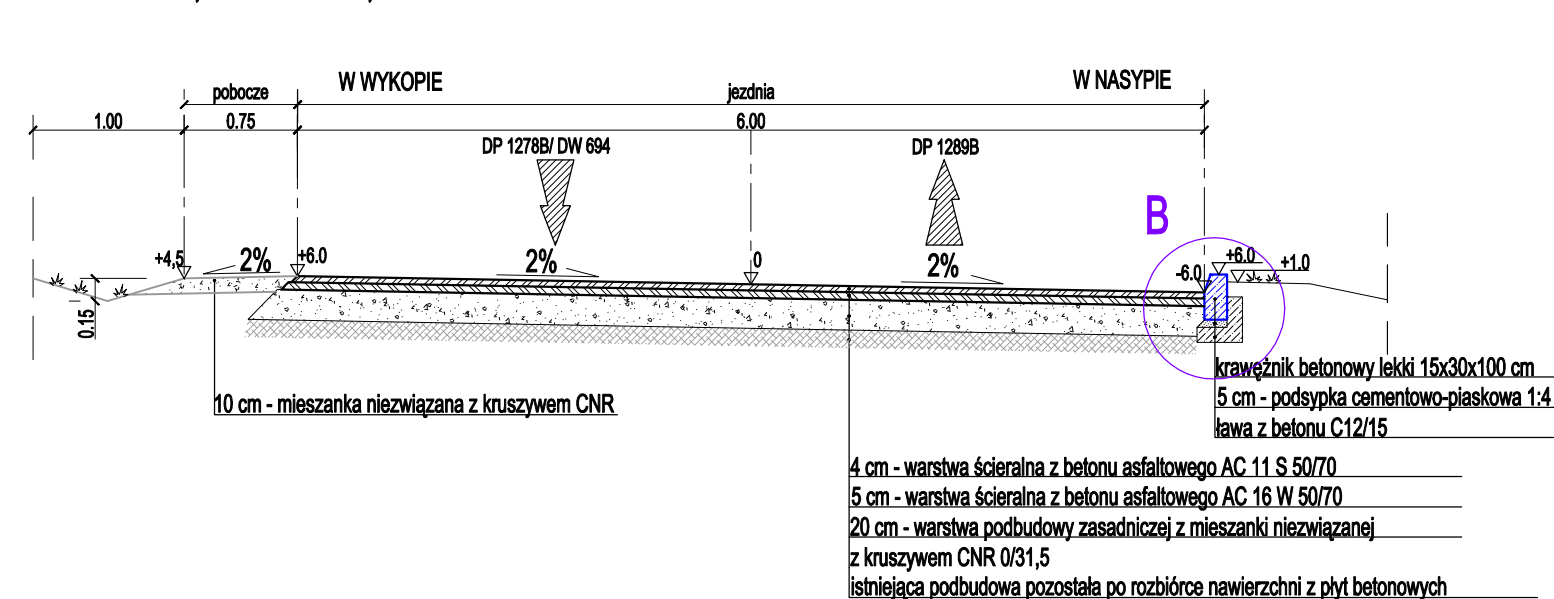 W WYKOPIE
W NASYPIE
pobocze
jezdnia
1.00
0.75
6.00
DP 1278B/ DW 694
DP 1289B
B
+4,5
2%
+6.0
2%
0
2%
-6.0
+6.0
+1.0
0.15
krawężnik betonowy lekki 15x30x100 cm
5 cm - podsypka cementowo-piaskowa 1:4
ława z betonu C12/15
10 cm - mieszanka niezwiązana z kruszywem CNR
4 cm - warstwa ścieralna z betonu asfaltowego AC 11 S 50/70
5 cm - warstwa ścieralna z betonu asfaltowego AC 16 W 50/70
20 cm - warstwa podbudowy zasadniczej z mieszanki niezwiązanej
z kruszywem CNR 0/31,5
istniejąca podbudowa pozostała po rozbiórce nawierzchni z płyt betonowych